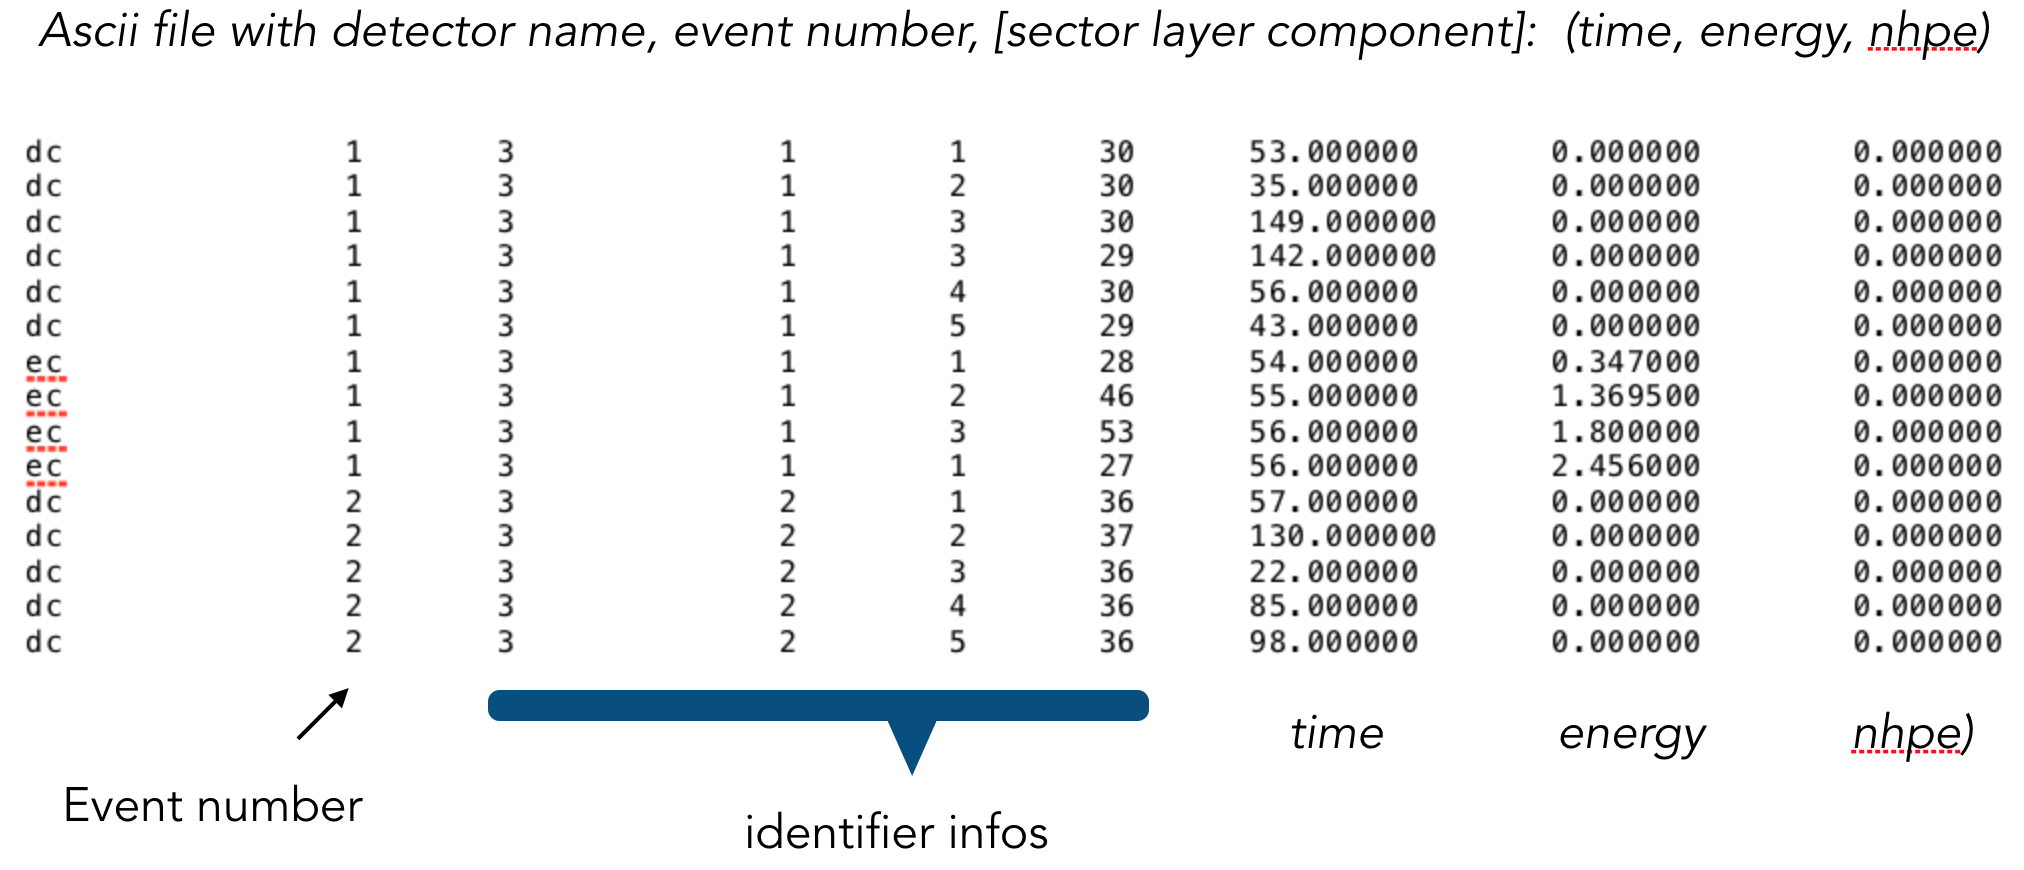 Ascii file with detector name, event number, [sector layer component]: (time, energy, nhpe)
dc 1 3 1 1 30 53.000000 0.000000 0.000000
dc 1 3 1 2 30 35.000000 0.000000 0.000000
dc 1 3 1 3 30 149.000000 0.000000 0.000000
dc 1 3 1 3 29 142.000000 0.000000 0.000000
dc 1 3 1 4 30 56.000000 0.000000 0.000000
dc 1 3 1 5 29 43.000000 0.000000 0.000000
ec 1 3 1 1 28 54.000000 0.347000 0.000000
ec 1 3 1 2 46 55.000000 1.369500 0.000000
ec 1 3 1 3 53 56.000000 1.800000 0.000000
ec 1 3 1 1 27 56.000000 2.456000 0.000000
dc 2 3 2 1 36 57.000000 0.000000 0.000000
dc 2 3 2 2 37 130.000000 0.000000 0.000000
dc 2 3 2 3 36 22.000000 0.000000 0.000000
dc 2 3 2 4 36 85.000000 0.000000 0.000000
dc 2 3 2 5 36 98.000000 0.000000 0.000000
time energy nhpe)
Event number
identifier infos